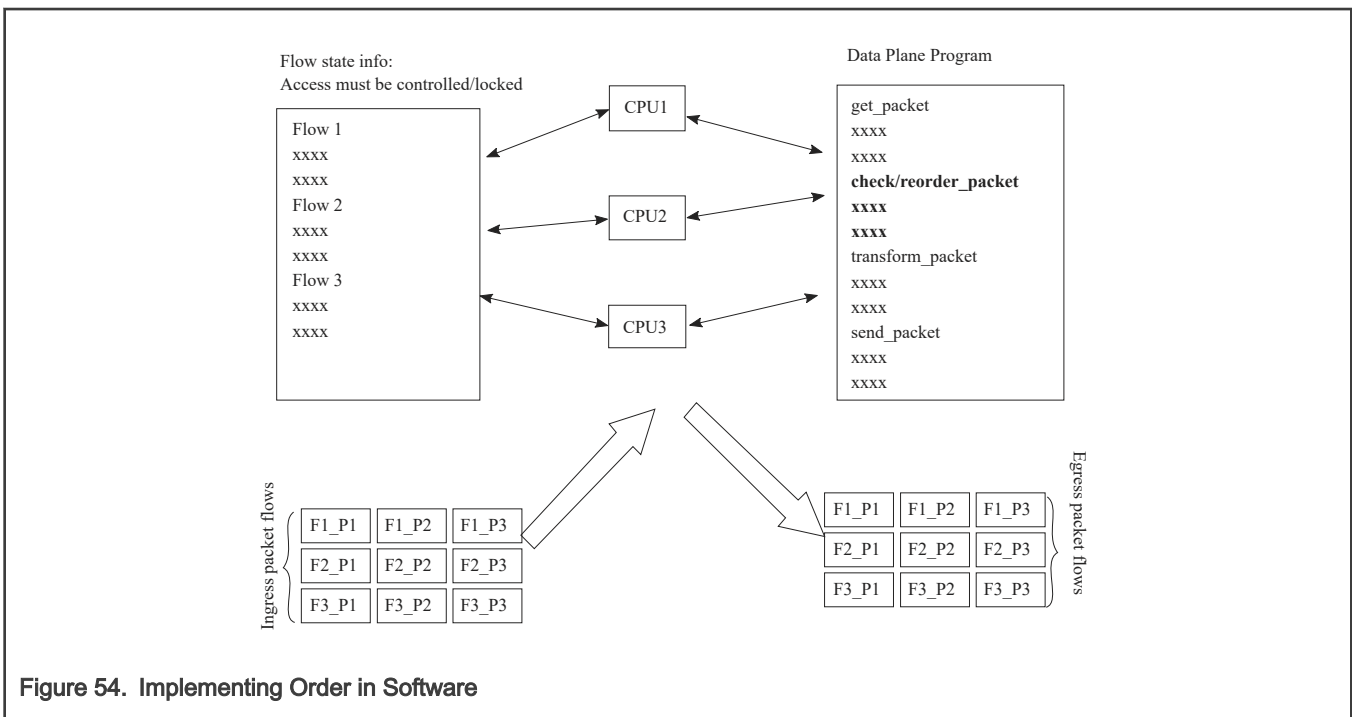 Flow state info:
Access must be controlled/locked
Flow 1
xxxx
xxxx
Flow 2
xxxx
xxxx
Flow 3
xxxx
xxxx
CPU1
CPU2
CPU3
Data Plane Program
get_packet
xxxx
xxxx
check/reorder_packet
xxxx
xxxx
transform_packet
xxxx
xxxx
send_packet
xxxx
xxxx
Ingress packet flows
F1_P1 F1_P2 F1_P3
F2_P1 F2_P2 F2_P3
F3_P1 F3_P2 F3_P3
F1_P1 F1_P2 F1_P3
F2_P1 F2_P2 F2_P3
F3_P1 F3_P2 F3_P3
Egress packet flows
Figure 54. Implementing Order in Software